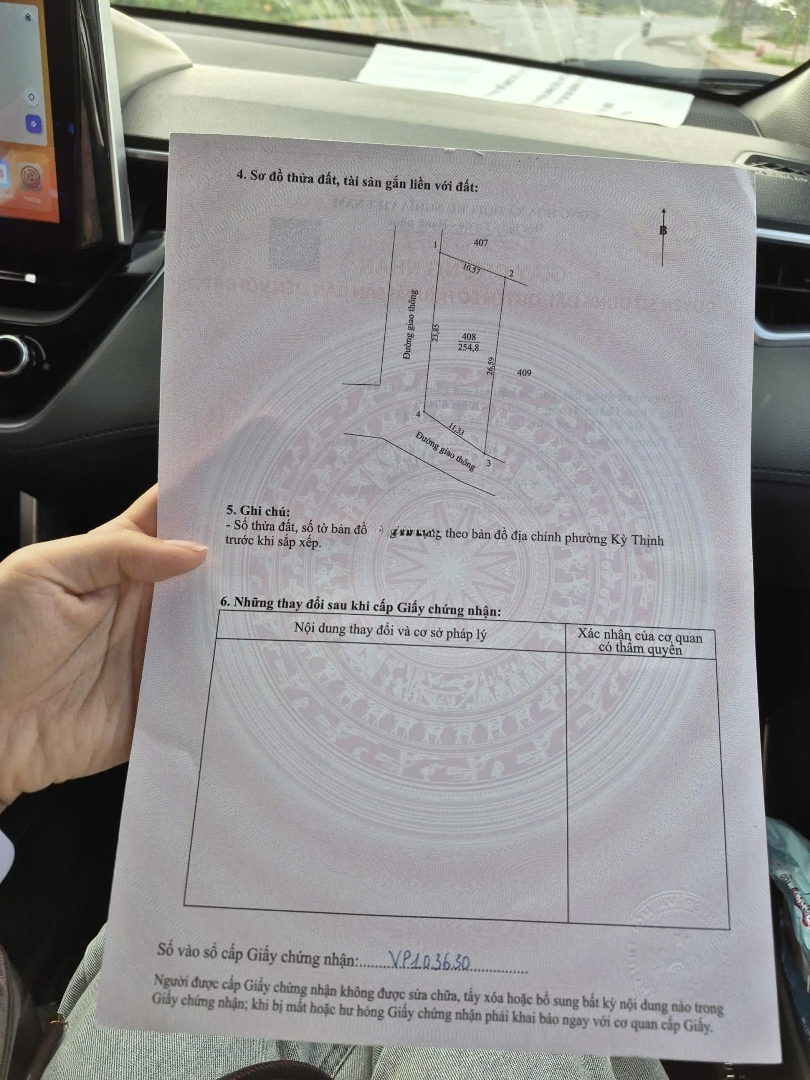 4. Sơ đồ thửa đất, tài sản gắn liền với đất:
B
407
1
10,37
2
Đường giao thông
23,85
408
254,8
26,59
409
4
11,33
3
Đường giao thông
5. Ghi chú:
- Số thửa đất, số tờ bản đồ theo bản đồ địa chính phường Kỳ Thịnh
trước khi sắp xếp.
6. Những thay đổi sau khi cấp Giấy chứng nhận:
Nội dung thay đổi và cơ sở pháp lý
Xác nhận của cơ quan
có thẩm quyền
Số vào sổ cấp Giấy chứng nhận:.....VP103630.....
Người được cấp Giấy chứng nhận không được sửa chữa, tẩy xóa hoặc bổ sung bất kỳ nội dung nào trong
Giấy chứng nhận; khi bị mất hoặc hư hỏng Giấy chứng nhận phải khai báo ngay với cơ quan cấp Giấy.